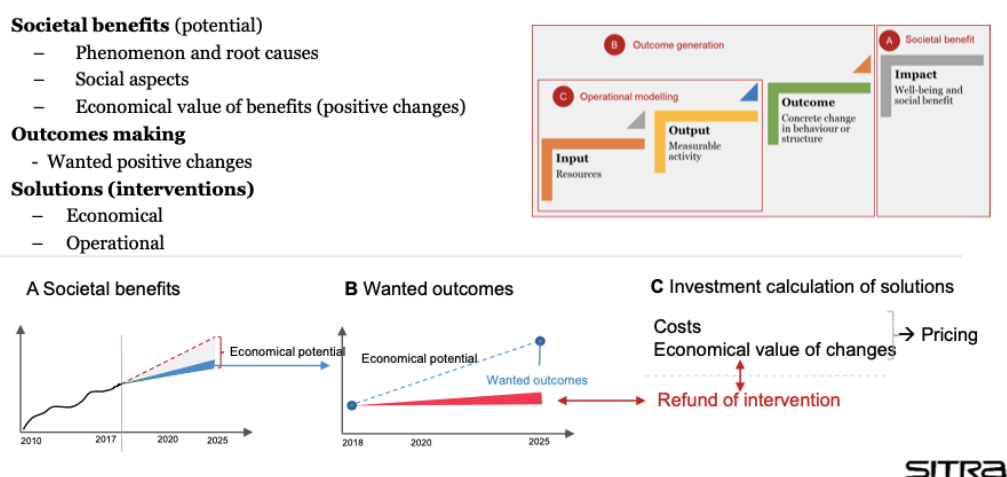 Societal benefits (potential)
– Phenomenon and root causes
– Social aspects
– Economical value of benefits (positive changes)
Outcomes making
- Wanted positive changes
Solutions (interventions)
– Economical
– Operational
B Outcome generation
A Societal benefit
C Operational modelling
Input
Resources
Output
Measurable
activity
Outcome
Concrete change
in behaviour or
structure
Impact
Well-being and
social benefit
A Societal benefits
Economical potential
2010 2017 2020 2025
B Wanted outcomes
Economical potential
Wanted outcomes
2018 2020 2025
C Investment calculation of solutions
Costs
Economical value of changes
Pricing
Refund of intervention
SITRA